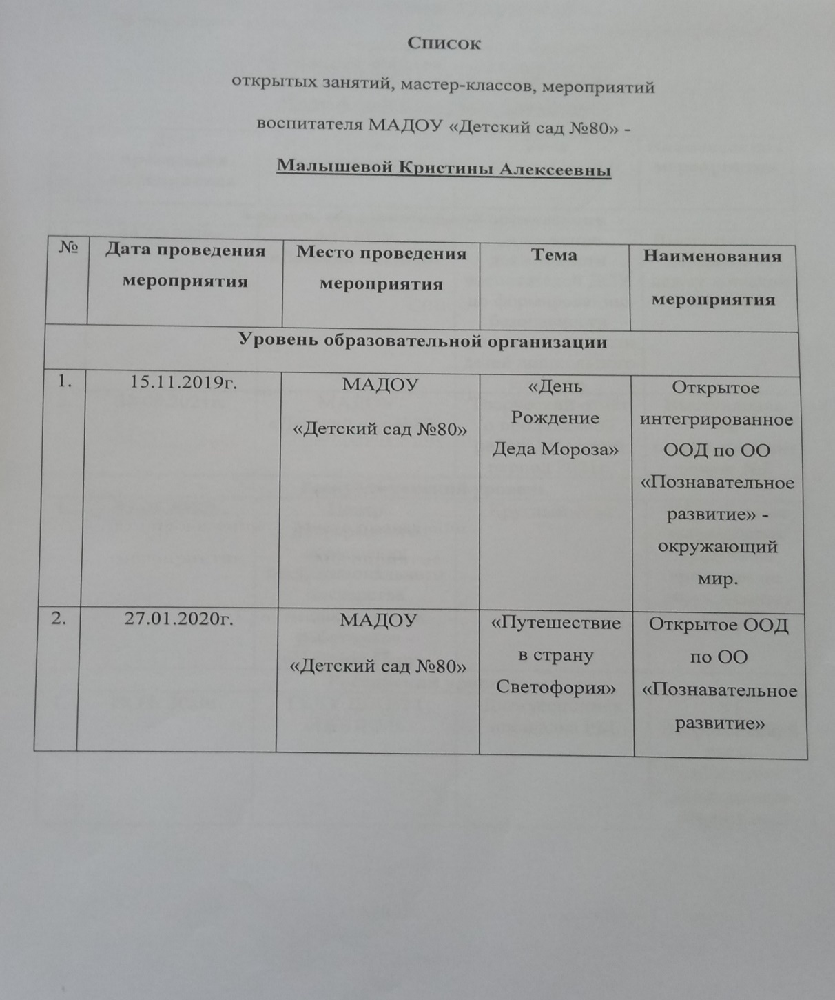 Список
открытых занятий, мастер-классов, мероприятий
воспитателя МАДОУ «Детский сад №80» -
Малышевой Кристины Алексеевны
№
Дата проведения
мероприятия
Место проведения
мероприятия
Тема
Наименования
мероприятия
Уровень образовательной организации
1.
15.11.2019г.
МАДОУ
«Детский сад №80»
«День
Рождение
Деда Мороза»
Открытое
интегрированное
ООД по ОО
«Познавательное
развитие» -
окружающий
мир.
2.
27.01.2020г.
МАДОУ
«Детский сад №80»
«Путешествие
в страну
Светофория»
Открытое ООД
по ОО
«Познавательное
развитие»